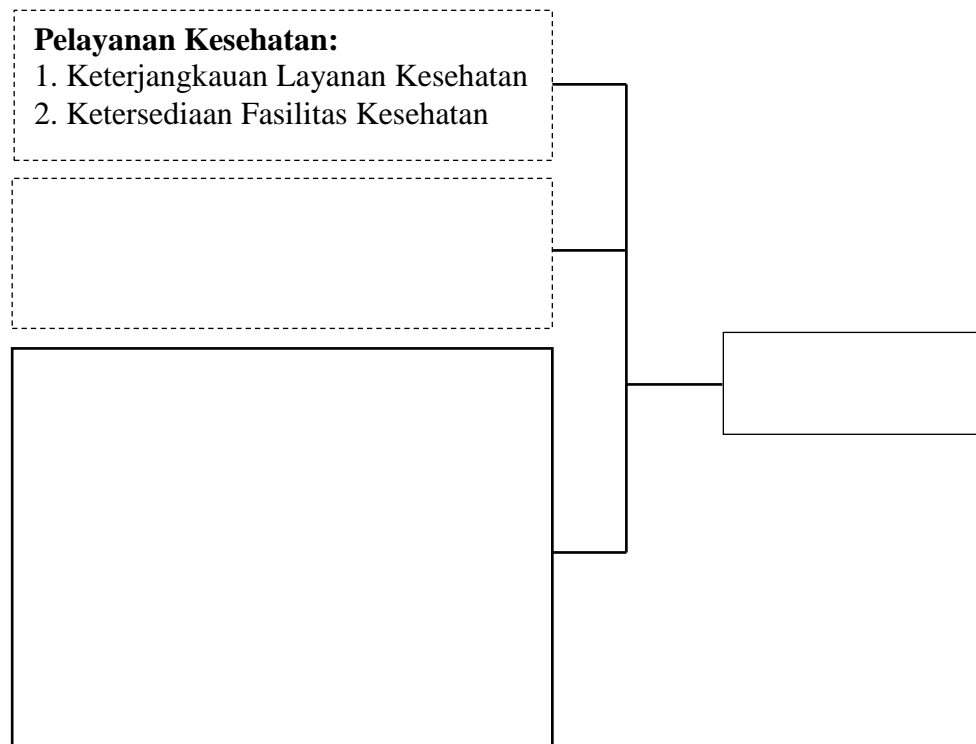 Pelayanan Kesehatan:
1. Keterjangkauan Layanan Kesehatan
2. Ketersediaan Fasilitas Kesehatan